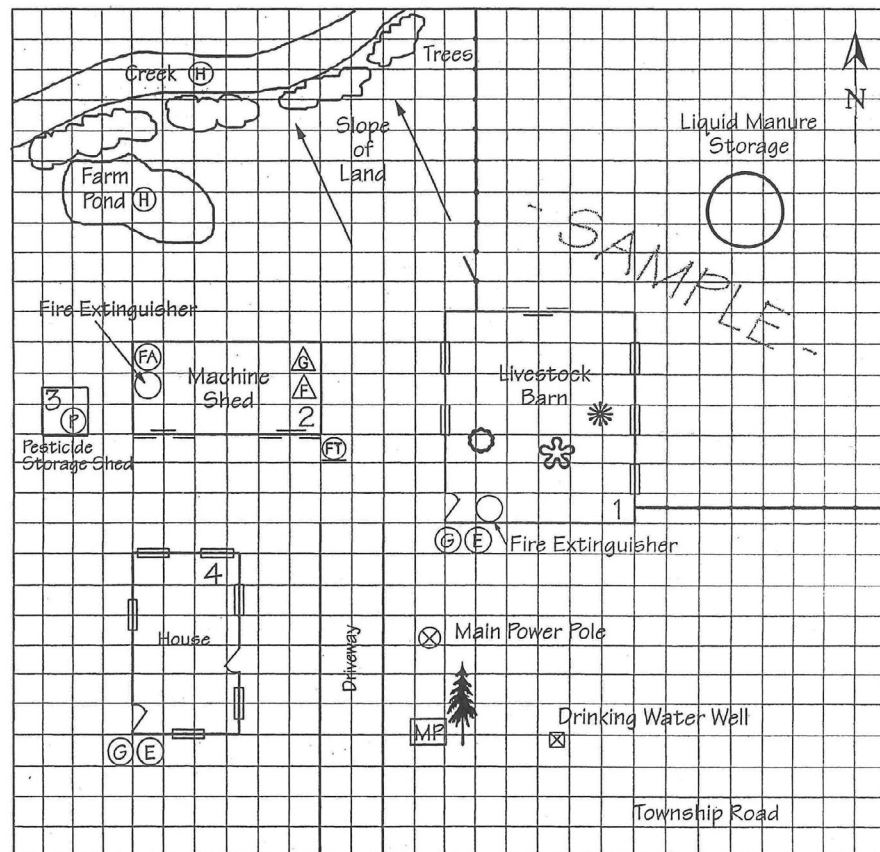 Trees
Creek H
N
Slope
of
Land
Liquid Manure
Storage
Farm
Pond H
- SAMPLE -
Fire Extinguisher
FA
G
Machine
Shed
F
2
Livestock
Barn
3
P
Pesticide
Storage Shed
FT
1
G E
Fire Extinguisher
4
House
Driveway
Main Power Pole
MP
Drinking Water Well
G E
Township Road